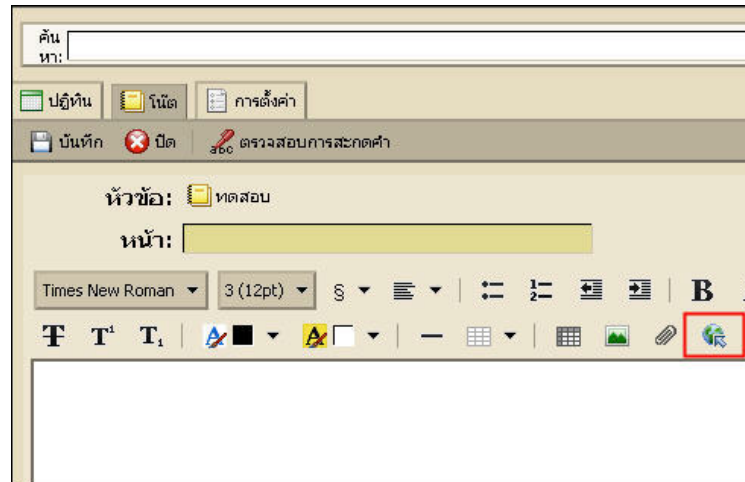 ค้น
หา:
ปฏิทิน โน๊ต การตั้งค่า
บันทึก ปิด abc ตรวจสอบการสะกดคำ
หัวข้อ: ทดสอบ
หน้า:
Times New Roman 3 (12pt) § B
T T¹ T₁